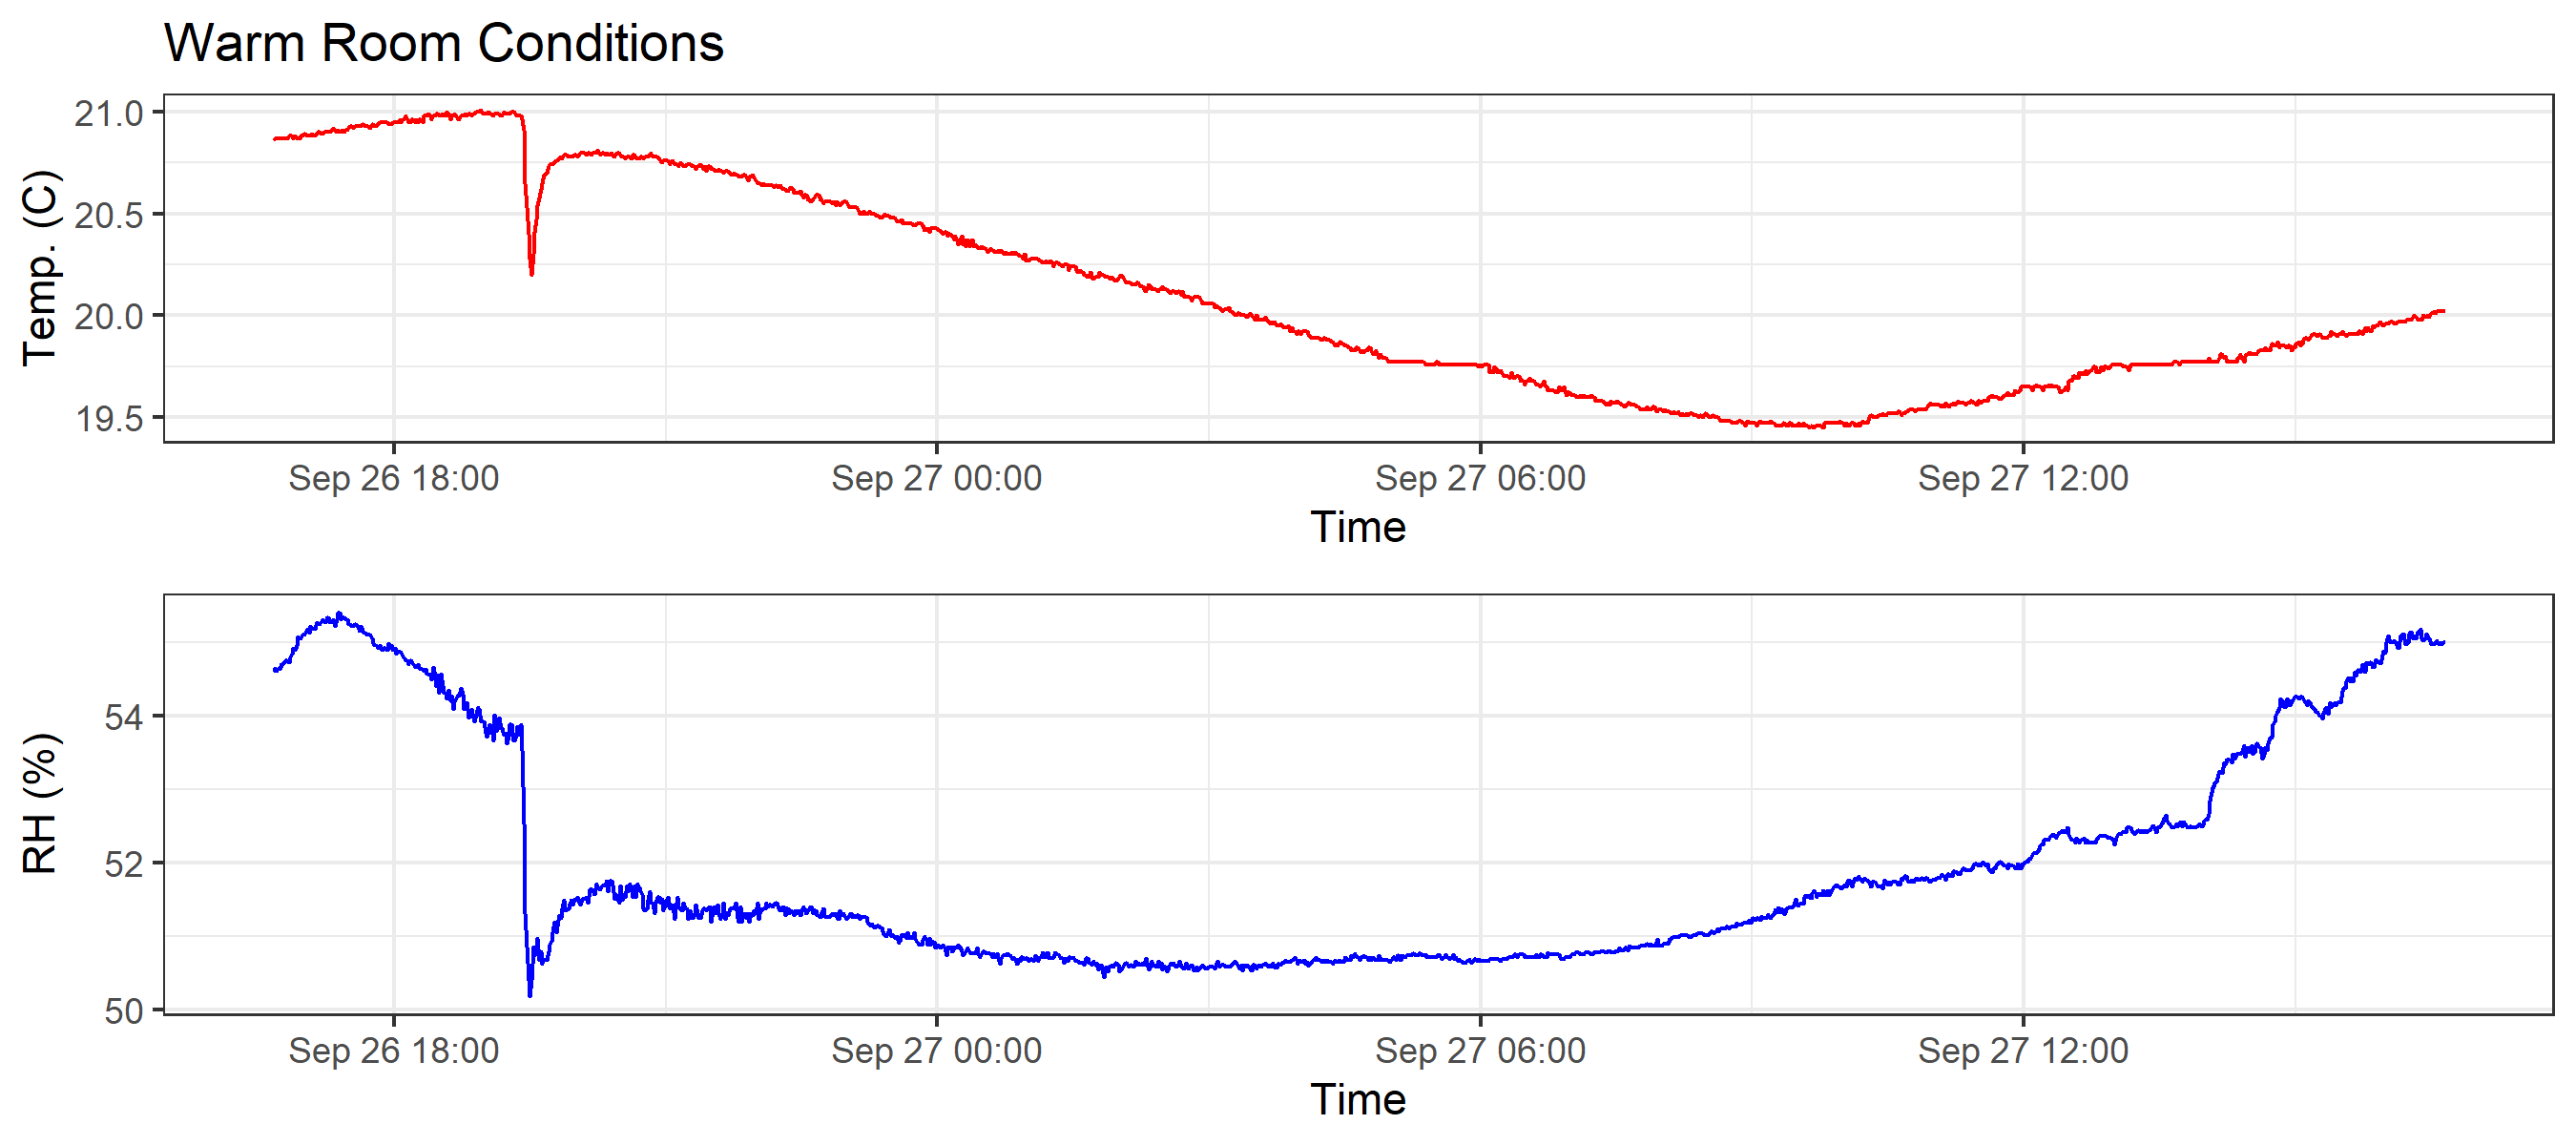 Warm Room Conditions
Temp. (C)
21.0
20.5
20.0
19.5
Sep 26 18:00 Sep 27 00:00 Sep 27 06:00 Sep 27 12:00
Time
RH (%)
54
52
50
Sep 26 18:00 Sep 27 00:00 Sep 27 06:00 Sep 27 12:00
Time